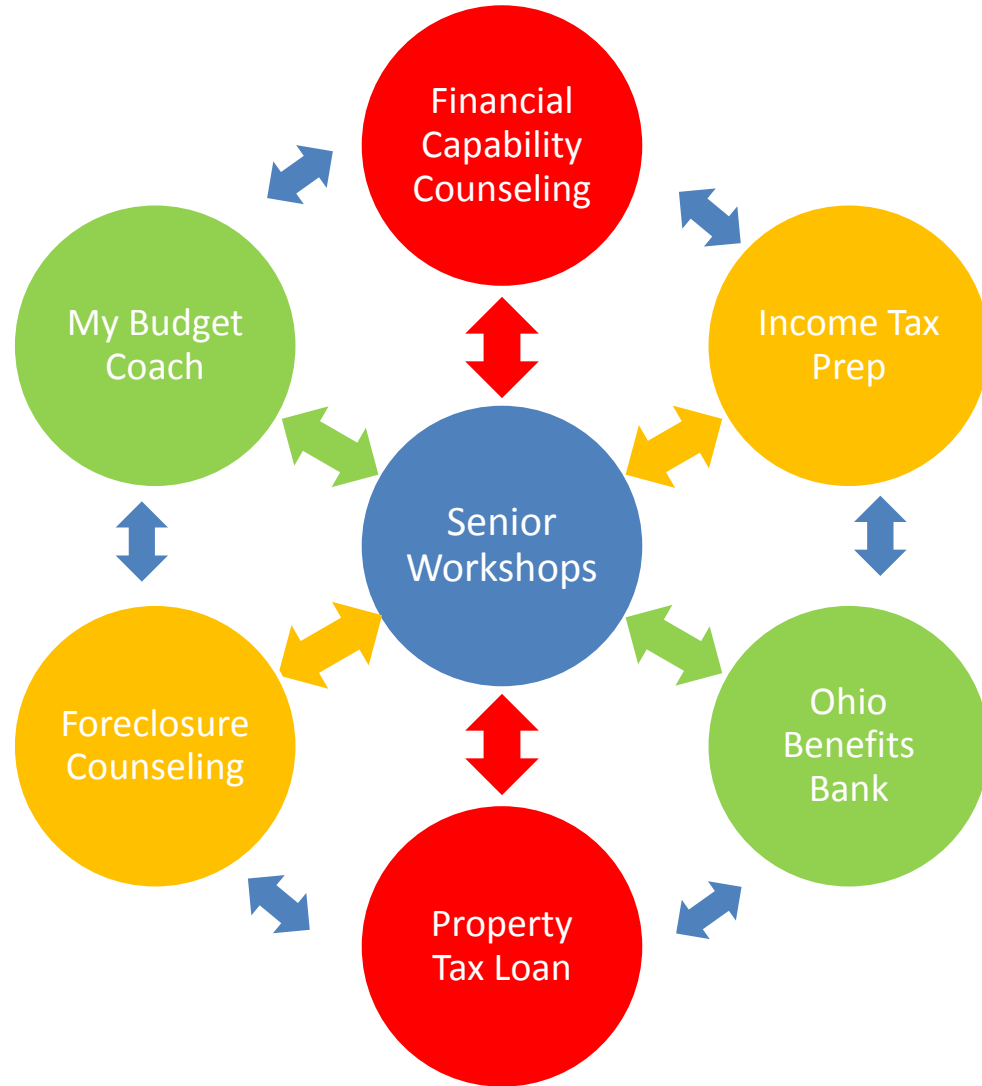 Financial
Capability
Counseling
My Budget
Coach
Income Tax
Prep
Senior
Workshops
Foreclosure
Counseling
Ohio
Benefits
Bank
Property
Tax Loan